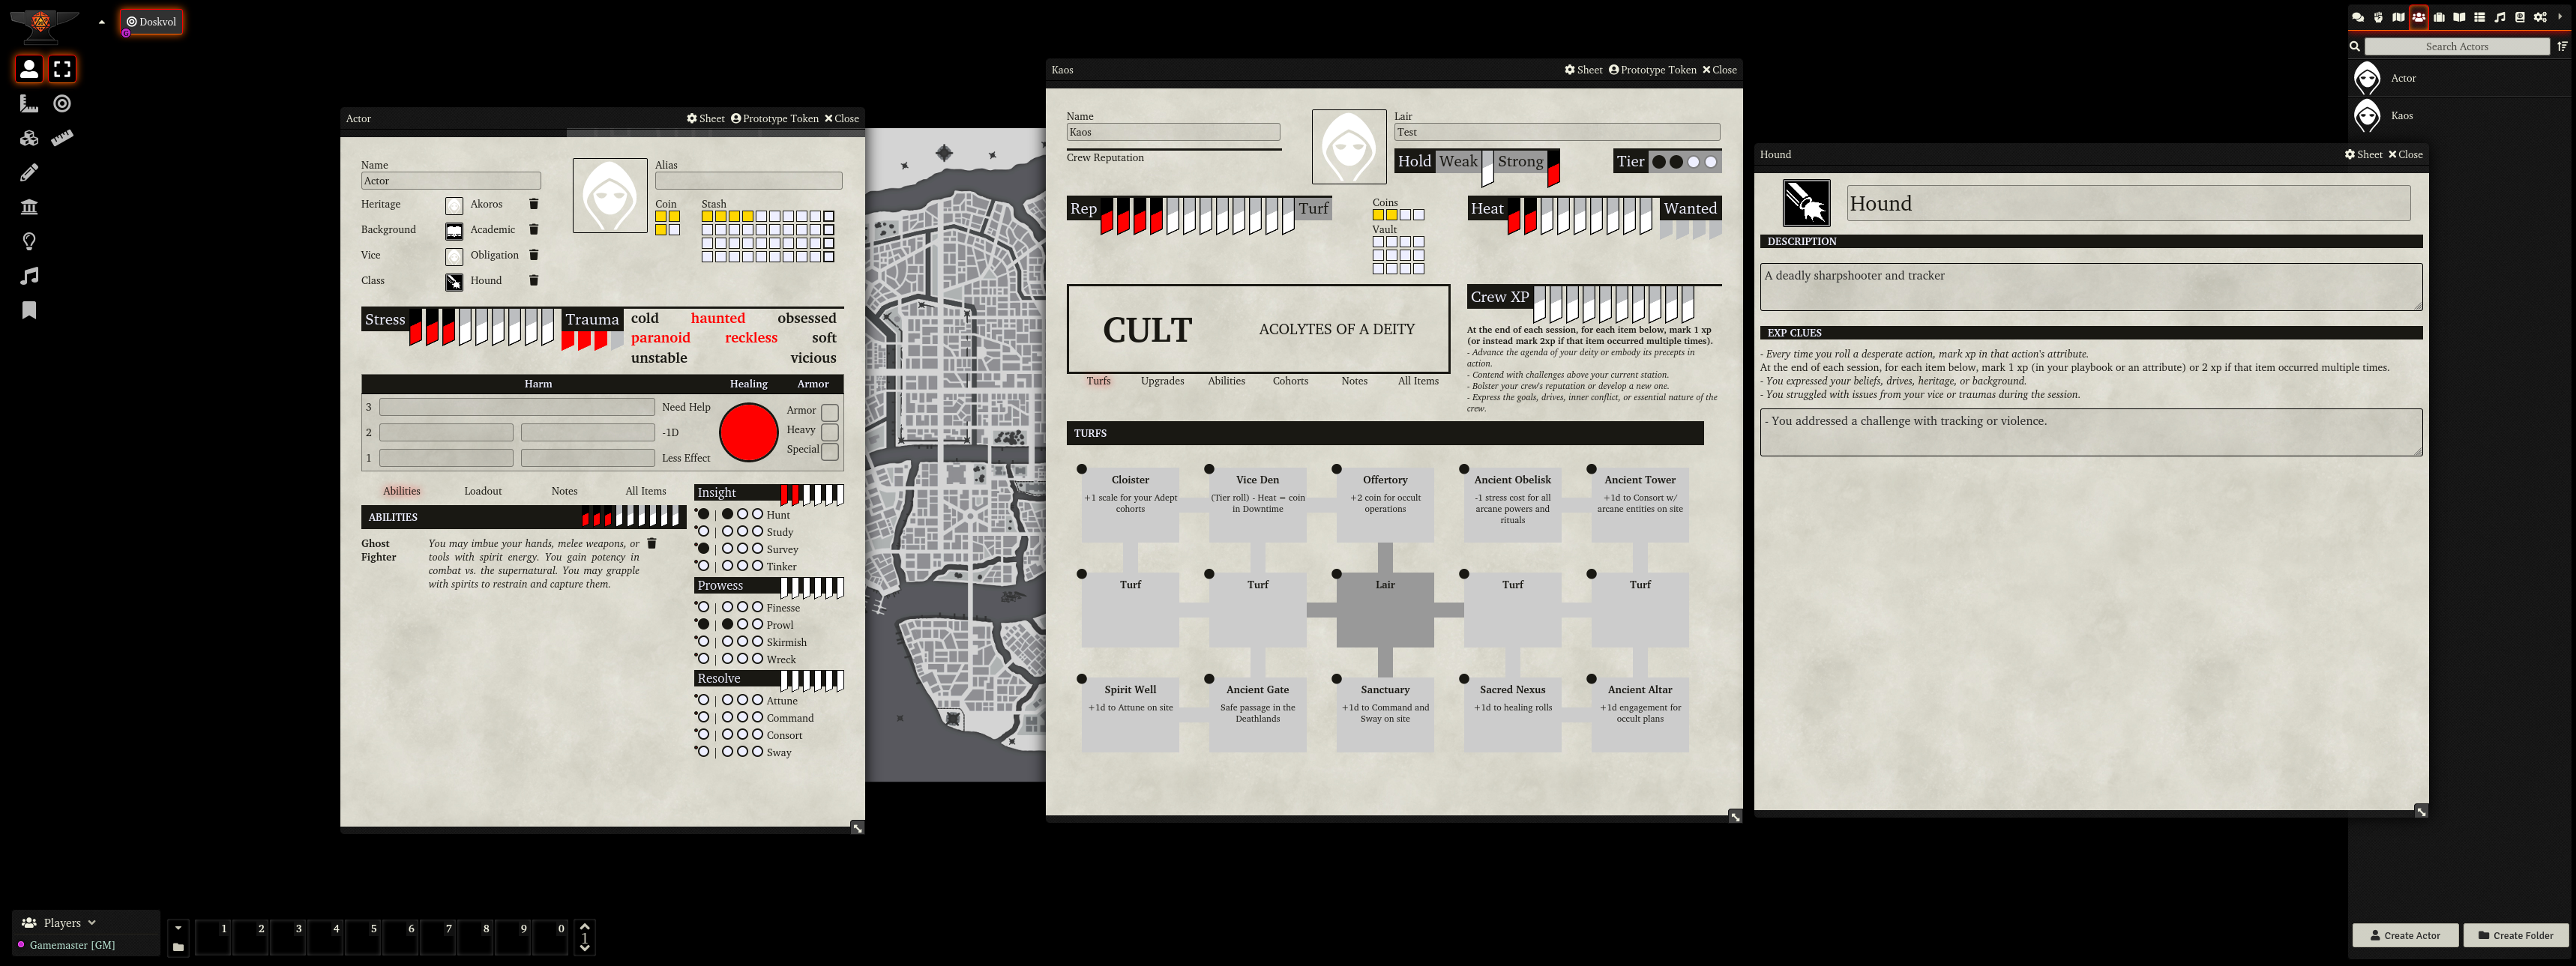 Doskvol
G
Search Actors
Actor
Kaos
Actor
Sheet Prototype Token Close
Name
Actor
Alias
Heritage Akoros
Background Academic
Vice Obligation
Class Hound
Coin Stash
Stress Trauma
cold haunted obsessed
paranoid reckless soft
unstable vicious
Harm Healing Armor
3 Need Help
2 -1D
1 Less Effect
Armor
Heavy
Special
Abilities Loadout Notes All Items
ABILITIES
Ghost Fighter
You may imbue your hands, melee weapons, or
tools with spirit energy. You gain potency in
combat vs. the supernatural. You may grapple
with spirits to restrain and capture them.
Insight
Hunt
Study
Survey
Tinker
Prowess
Finesse
Prowl
Skirmish
Wreck
Resolve
Attune
Command
Consort
Sway
Kaos
Sheet Prototype Token Close
Name
Kaos
Crew Reputation
Lair
Test
Hold Weak Strong Tier
Rep Turf
Coins
Vault
Heat Wanted
CULT ACOLYTES OF A DEITY
Crew XP
At the end of each session, for each item below, mark 1 xp
(or instead mark 2xp if that item occurred multiple times).
- Advance the agenda of your deity or embody its precepts in
action.
- Contend with challenges above your current station.
- Bolster your crew's reputation or develop a new one.
- Express the goals, drives, inner conflict, or essential nature of the
crew.
Turfs Upgrades Abilities Cohorts Notes All Items
TURFS
Cloister
+1 scale for your Adept
cohorts
Vice Den
(Tier roll) - Heat = coin
in Downtime
Offertory
+2 coin for occult
operations
Ancient Obelisk
-1 stress cost for all
arcane powers and
rituals
Ancient Tower
+1d to Consort w/
arcane entities on site
Turf Turf Lair Turf Turf
Spirit Well
+1d to Attune on site
Ancient Gate
Safe passage in the
Deathlands
Sanctuary
+1d to Command and
Sway on site
Sacred Nexus
+1d to healing rolls
Ancient Altar
+1d engagement for
occult plans
Hound
Sheet Close
Hound
DESCRIPTION
A deadly sharpshooter and tracker
EXP CLUES
- Every time you roll a desperate action, mark xp in that action's attribute.
At the end of each session, for each item below, mark 1 xp (in your playbook or an attribute) or 2 xp if that item occurred multiple times.
- You expressed your beliefs, drives, heritage, or background.
- You struggled with issues from your vice or traumas during the session.
- You addressed a challenge with tracking or violence.
Players
Gamemaster [GM]
1 2 3 4 5 6 7 8 9 0
1
Create Actor Create Folder